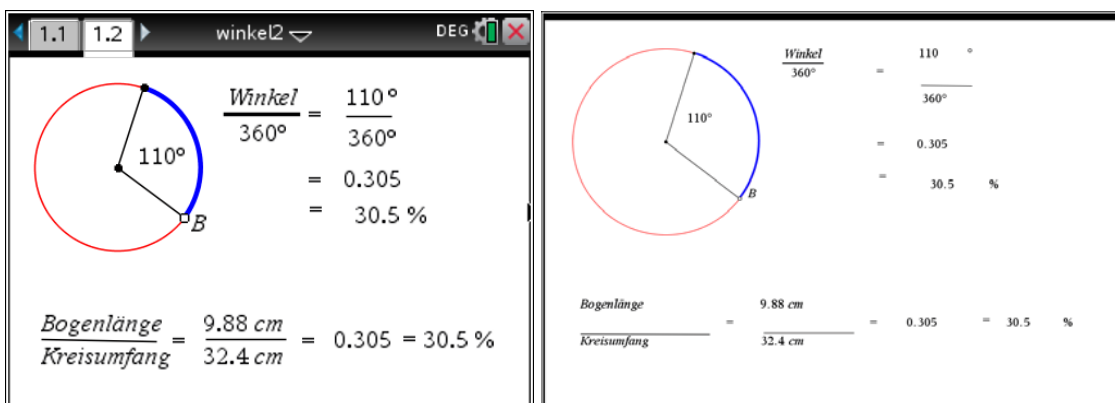 1.1 1.2 winkel2 DEG
Winkel 110°
360° = 360°
110°
= 0.305
= 30.5 %
B
Bogenlänge 9.88 cm
= = 0.305 = 30.5 %
Kreisumfang 32.4 cm
Winkel 110 °
360° =
360°
110°
= 0.305
= 30.5 %
B
Bogenlänge 9.88 cm
= = 0.305 = 30.5 %
Kreisumfang 32.4 cm